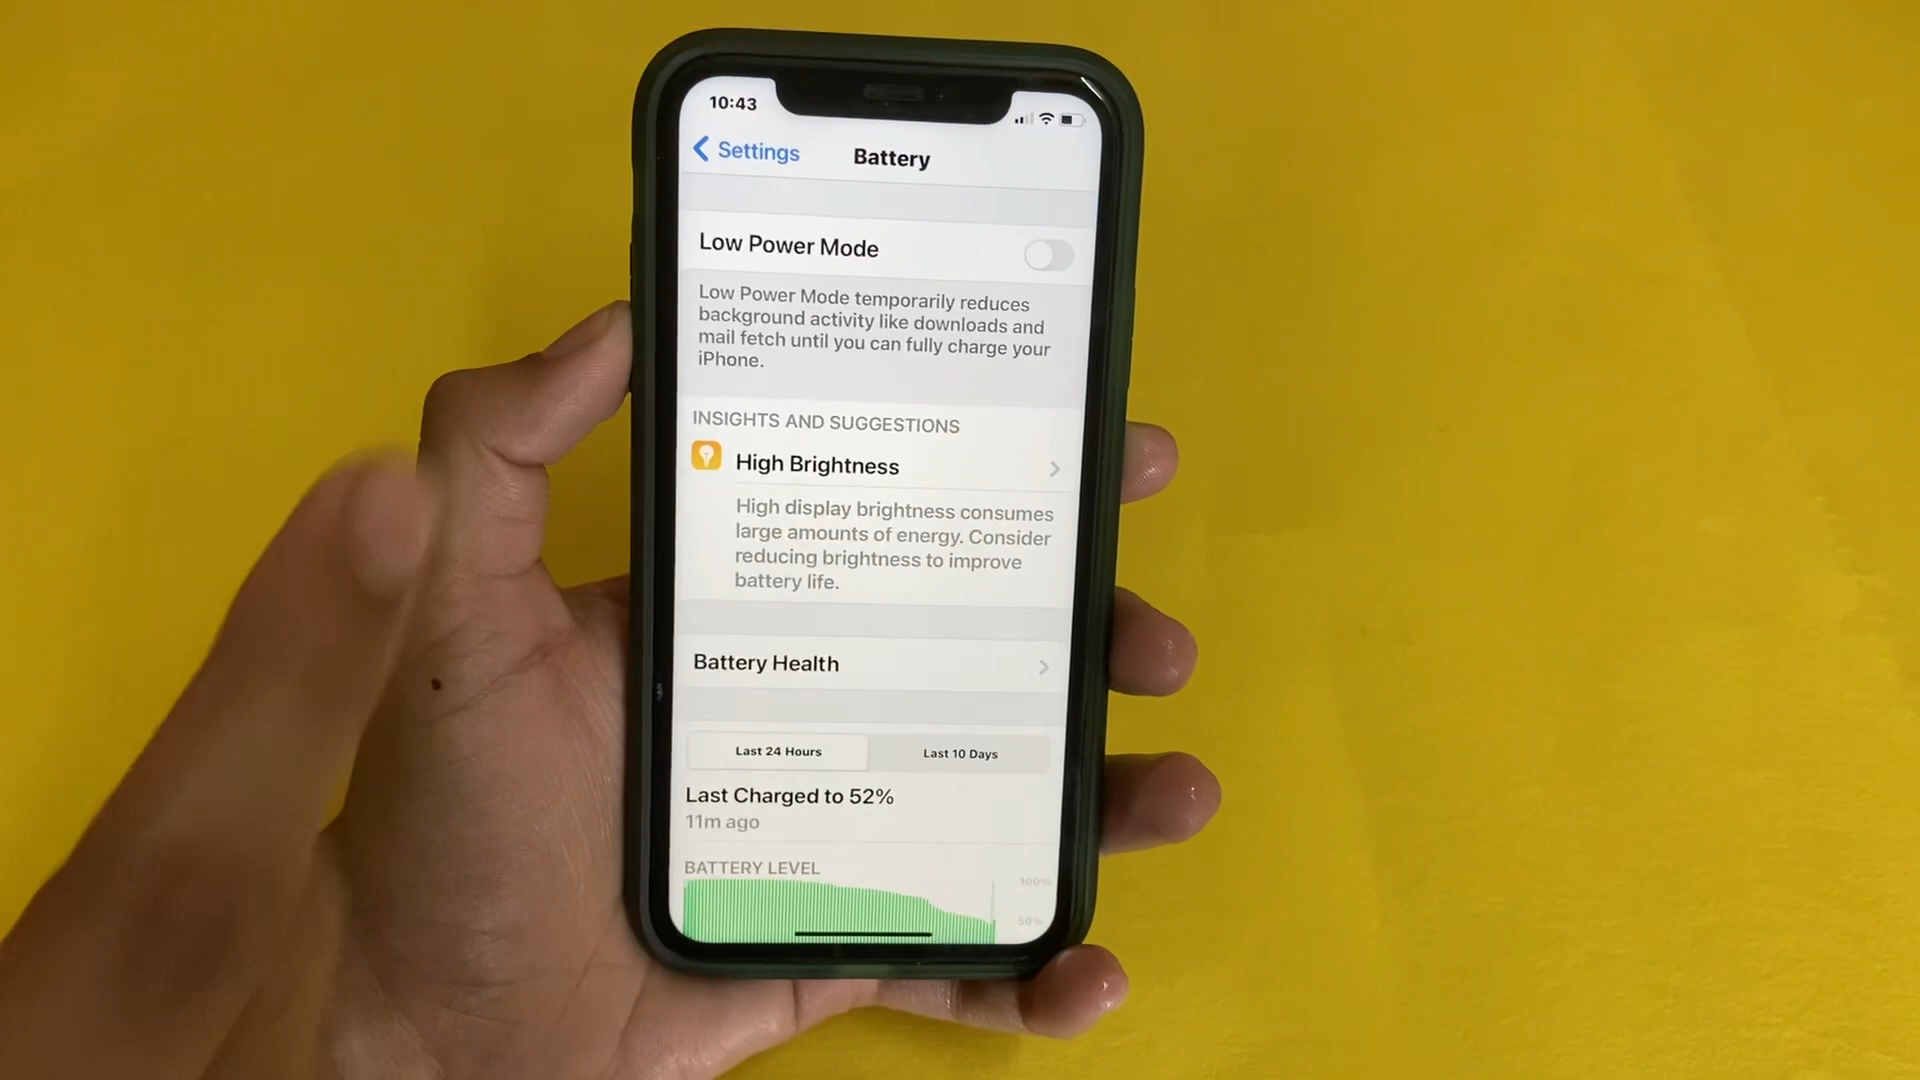 10:43
Settings
Battery
Low Power Mode
Low Power Mode temporarily reduces
background activity like downloads and
mail fetch until you can fully charge your
iPhone.
INSIGHTS AND SUGGESTIONS
High Brightness
High display brightness consumes
large amounts of energy. Consider
reducing brightness to improve
battery life.
Battery Health
Last 24 Hours
Last 10 Days
Last Charged to 52%
11m ago
BATTERY LEVEL
100%
50%